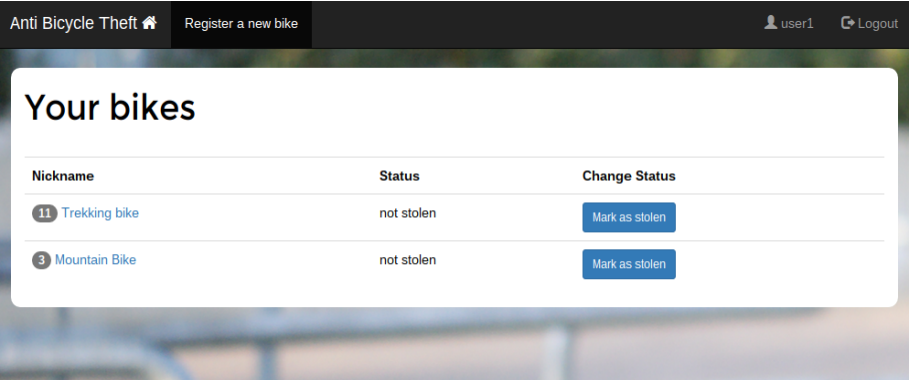 Anti Bicycle Theft Register a new bike user1 Logout
Your bikes
Nickname Status Change Status
11 Trekking bike not stolen Mark as stolen
3 Mountain Bike not stolen Mark as stolen